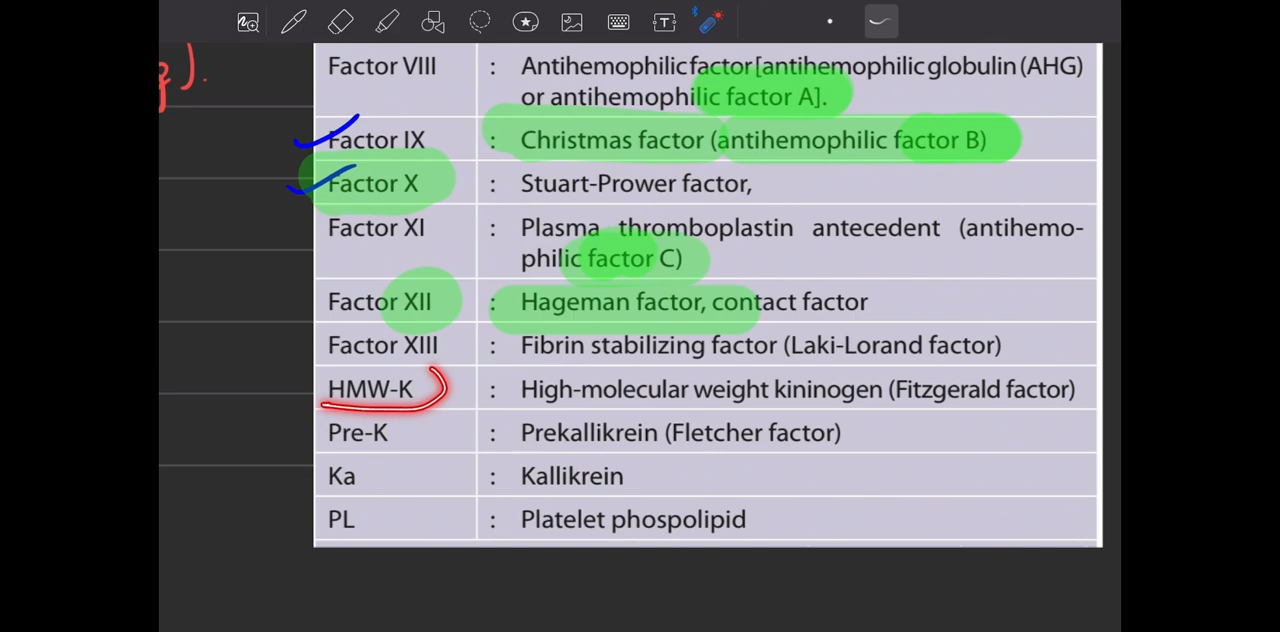 g).
Factor VIII : Antihemophilic factor [antihemophilic globulin (AHG)
or antihemophilic factor A].
Factor IX : Christmas factor (antihemophilic factor B)
Factor X : Stuart-Prower factor,
Factor XI : Plasma thromboplastin antecedent (antihemo-
philic factor C)
Factor XII : Hageman factor, contact factor
Factor XIII : Fibrin stabilizing factor (Laki-Lorand factor)
HMW-K : High-molecular weight kininogen (Fitzgerald factor)
Pre-K : Prekallikrein (Fletcher factor)
Ka : Kallikrein
PL : Platelet phospolipid